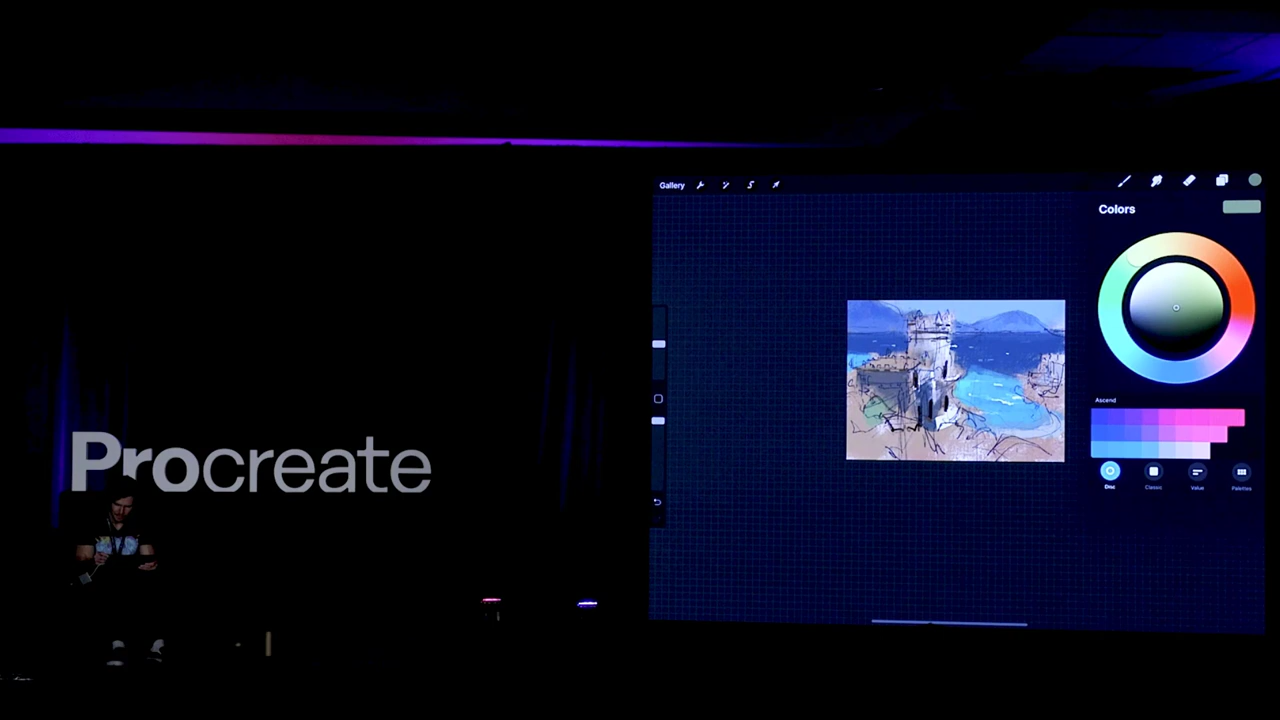 Procreate
Gallery
Colors
Ascend
Disc
Classic
Value
Palettes